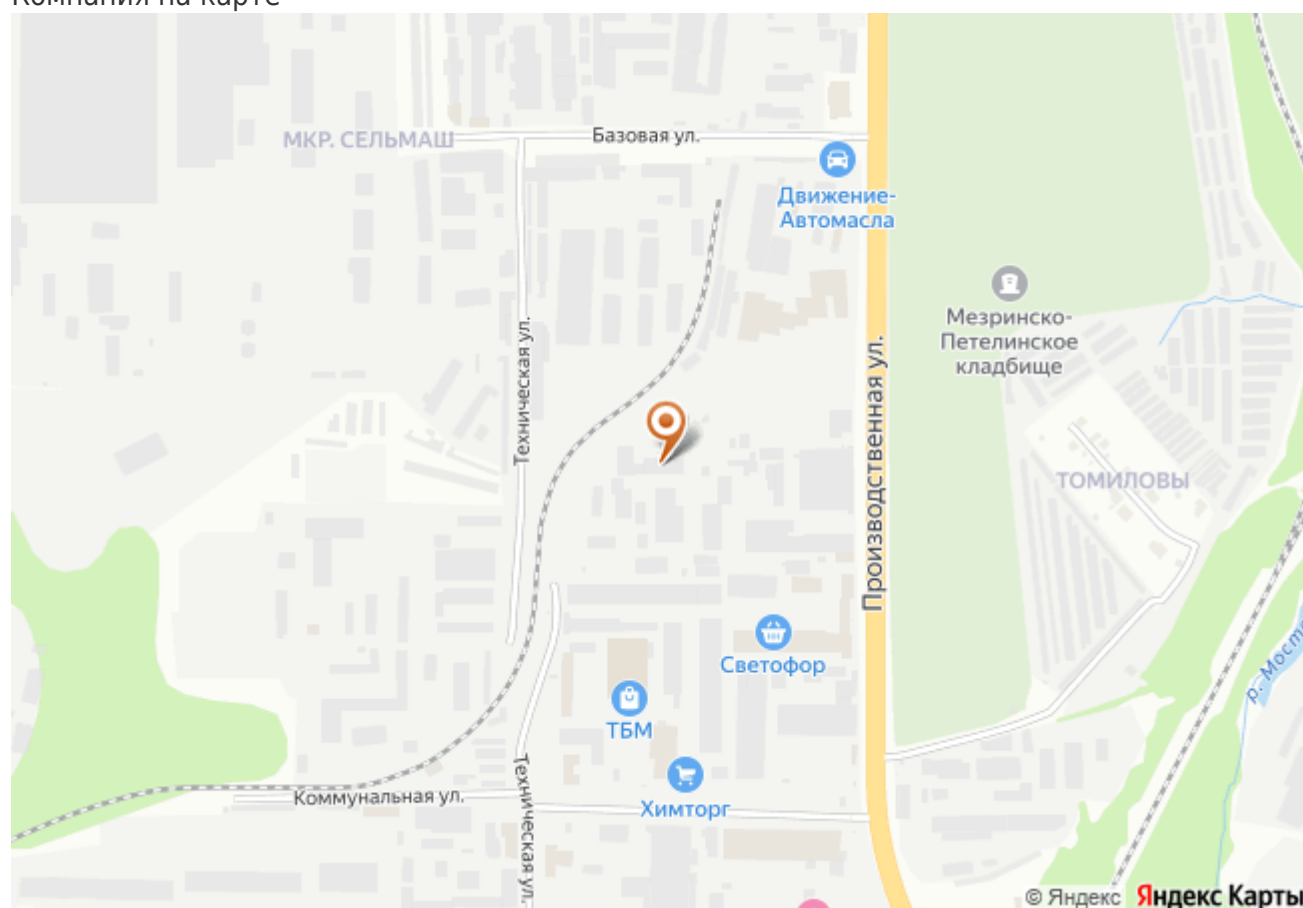 Компания на карте
Базовая ул.
МКР. СЕЛЬМАШ
Движение-
Автомасла
Мезринско-
Петелинское
кладбище
Техническая ул.
Производственная ул.
ТОМИЛОВЫ
Светофор
ТБМ
Химторг
Коммунальная ул.
Техническая ул.
© Яндекс Яндекс Карты